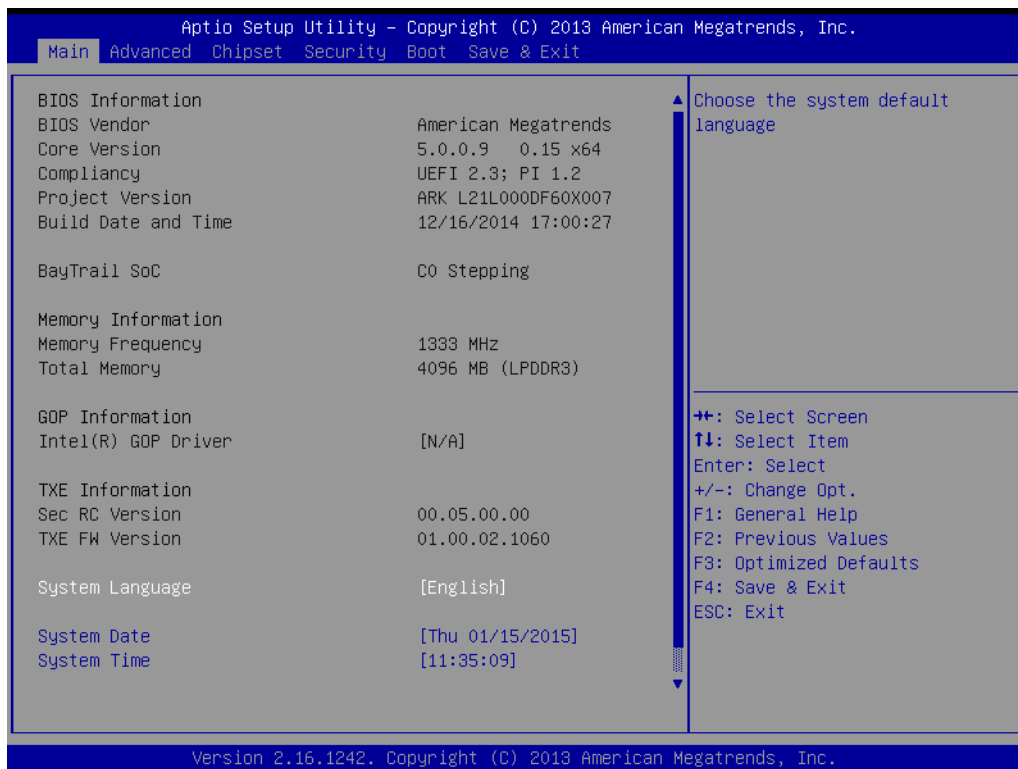 Aptio Setup Utility – Copyright (C) 2013 American Megatrends, Inc.
Main Advanced Chipset Security Boot Save & Exit
BIOS Information
BIOS Vendor American Megatrends
Core Version 5.0.0.9 0.15 x64
Compliancy UEFI 2.3; PI 1.2
Project Version ARK L21L000DF60X007
Build Date and Time 12/16/2014 17:00:27
BayTrail SoC C0 Stepping
Memory Information
Memory Frequency 1333 MHz
Total Memory 4096 MB (LPDDR3)
GOP Information
Intel(R) GOP Driver [N/A]
TXE Information
Sec RC Version 00.05.00.00
TXE FW Version 01.00.02.1060
System Language [English]
System Date [Thu 01/15/2015]
System Time [11:35:09]
Choose the system default
language
→←: Select Screen
↑↓: Select Item
Enter: Select
+/-: Change Opt.
F1: General Help
F2: Previous Values
F3: Optimized Defaults
F4: Save & Exit
ESC: Exit
Version 2.16.1242. Copyright (C) 2013 American Megatrends, Inc.